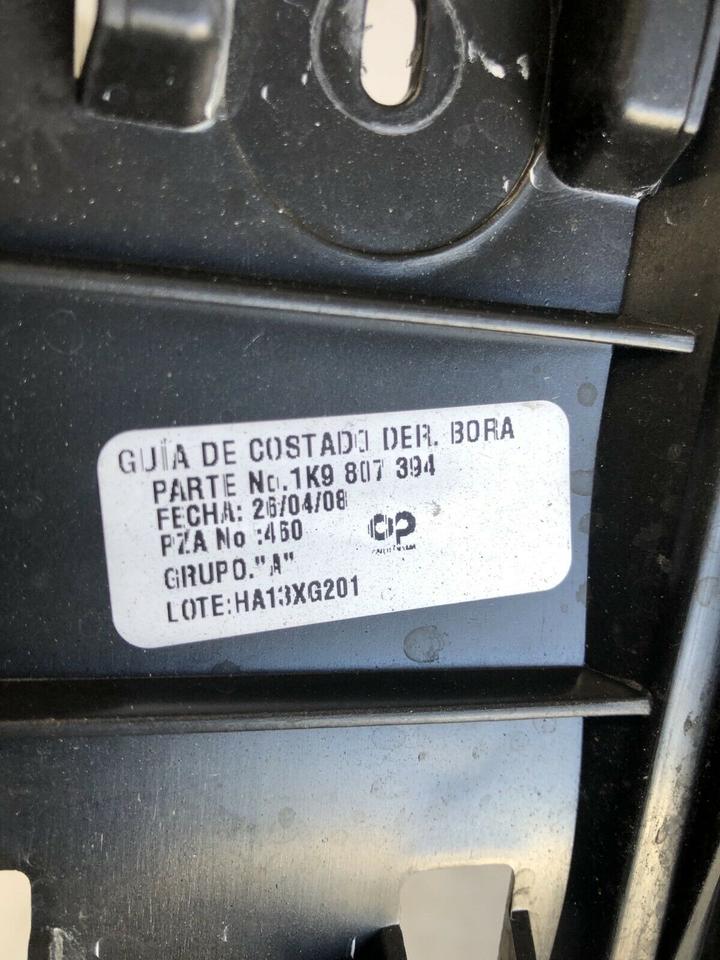 GUIA DE COSTADO DER. BORA
PARTE No.1K9 807 394
FECHA: 26/04/08
PZA No :460
GRUPO."A"
LOTE:HA13XG201